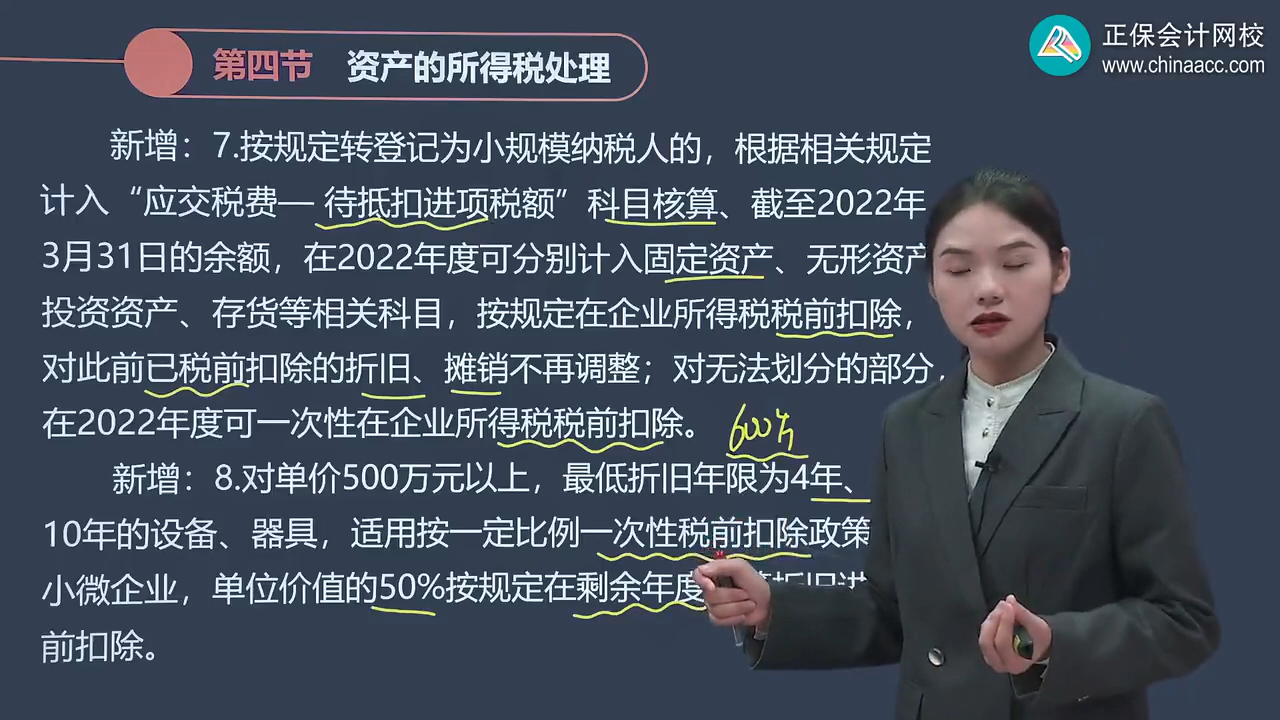 第四节 资产的所得税处理
正保会计网校
www.chinaacc.com
新增：7.按规定转登记为小规模纳税人的，根据相关规定
计入“应交税费—待抵扣进项税额”科目核算、截至2022年
3月31日的余额，在2022年度可分别计入固定资产、无形资产
投资资产、存货等相关科目，按规定在企业所得税税前扣除，
对此前已税前扣除的折旧、摊销不再调整；对无法划分的部分，
在2022年度可一次性在企业所得税税前扣除。
600万
新增：8.对单价500万元以上，最低折旧年限为4年、
10年的设备、器具，适用按一定比例一次性税前扣除政策
小微企业，单位价值的50%按规定在剩余年度
前扣除。